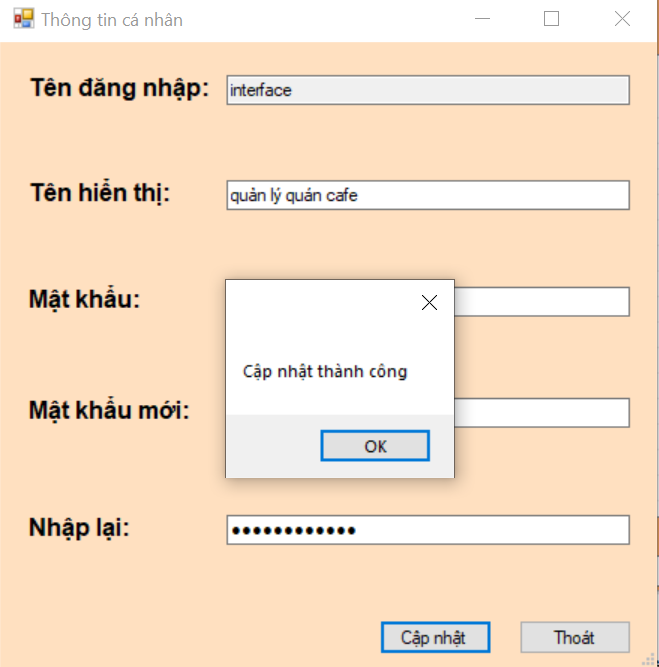 Thông tin cá nhân
Tên đăng nhập: interface
Tên hiển thị: quản lý quán cafe
Mật khẩu:
Cập nhật thành công
OK
Mật khẩu mới:
Nhập lại: ●●●●●●●●●●●●
Cập nhật Thoát